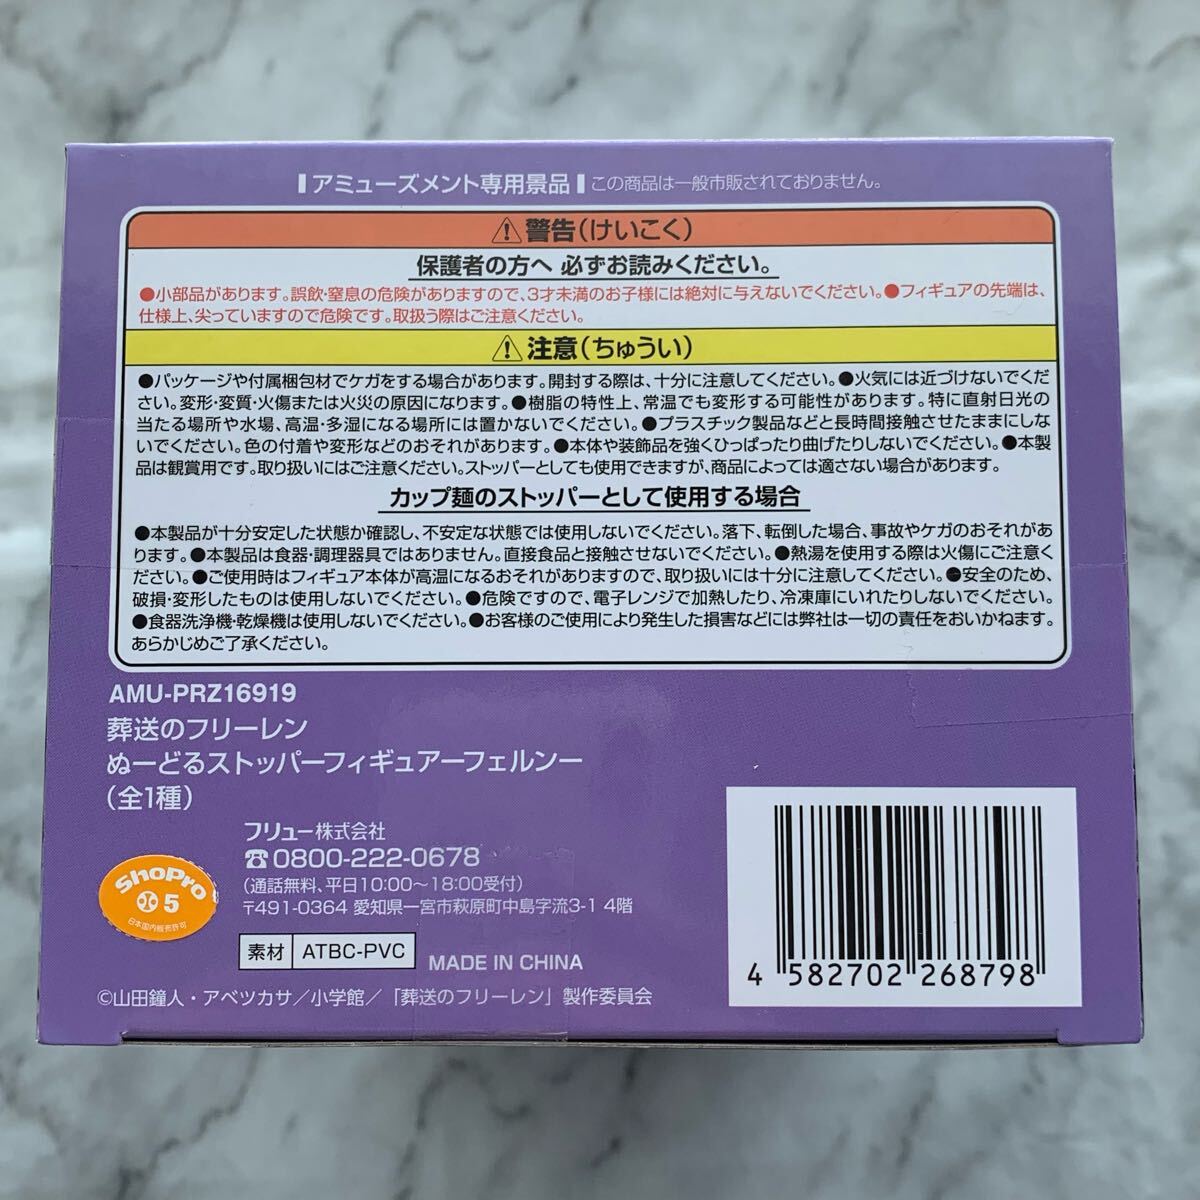 アミューズメント専用景品 この商品は一般市販されておりません。
⚠警告(けいこく)
保護者の方へ 必ずお読みください。
●小部品があります。誤飲・窒息の危険がありますので、3才未満のお子様には絶対に与えないでください。●フィギュアの先端は、
仕様上、尖っていますので危険です。取扱う際はご注意ください。
⚠注意(ちゅうい)
●パッケージや付属梱包材でケガをする場合があります。開封する際は、十分に注意してください。●火気には近づけないでくだ
さい。変形・変質・火傷または火災の原因になります。●樹脂の特性上、常温でも変形する可能性があります。特に直射日光の
当たる場所や水場、高温・多湿になる場所には置かないでください。●プラスチック製品などと長時間接触させたままにしな
いでください。色の付着や変形などのおそれがあります。●本体や装飾品を強くひっぱったり曲げたりしないでください。●本製
品は観賞用です。取り扱いにはご注意ください。ストッパーとしても使用できますが、商品によっては適さない場合があります。
カップ麺のストッパーとして使用する場合
●本製品が十分安定した状態か確認し、不安定な状態では使用しないでください。落下、転倒した場合、事故やケガのおそれがあ
ります。●本製品は食器・調理器具ではありません。直接食品と接触させないでください。●熱湯を使用する際は火傷にご注意く
ださい。●ご使用時はフィギュア本体が高温になるおそれがありますので、取り扱いには十分に注意してください。●安全のため、
破損・変形したものは使用しないでください。●危険ですので、電子レンジで加熱したり、冷凍庫にいれたりしないでください。
●食器洗浄機・乾燥機は使用しないでください。●お客様のご使用により発生した損害などには弊社は一切の責任をおいかねます。
あらかじめご了承ください。
AMU-PRZ16919
葬送のフリーレン
ぬーどるストッパーフィギュアーフェルンー
(全1種)
フリュー株式会社
☎0800-222-0678
(通話無料、平日10:00〜18:00受付)
〒491-0364 愛知県一宮市萩原町中島字流3-1 4階
ShoPro
5
日本国内販売許可
素材 ATBC-PVC MADE IN CHINA
4 582702 268798
©山田鐘人・アベツカサ/小学館/「葬送のフリーレン」製作委員会